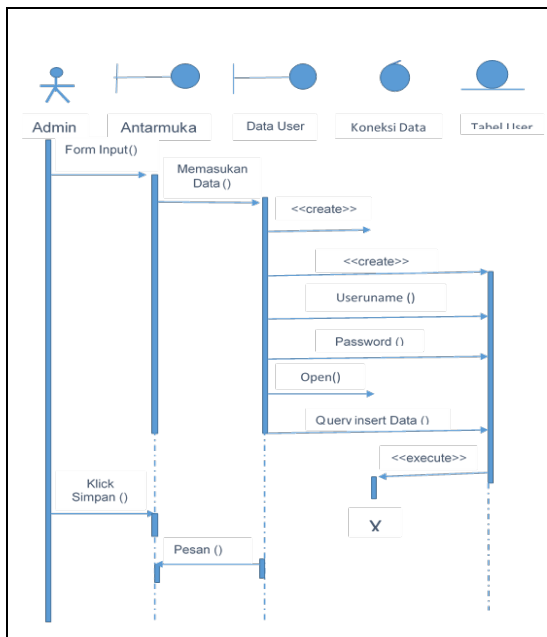 Admin
Antarmuka
Data User
Koneksi Data
Tabel User
Form Input()
Memasukan
Data ()
<<create>>
<<create>>
Useruname ()
Password ()
Open()
Query insert Data ()
<<execute>>
Klick
Simpan ()
X
Pesan ()